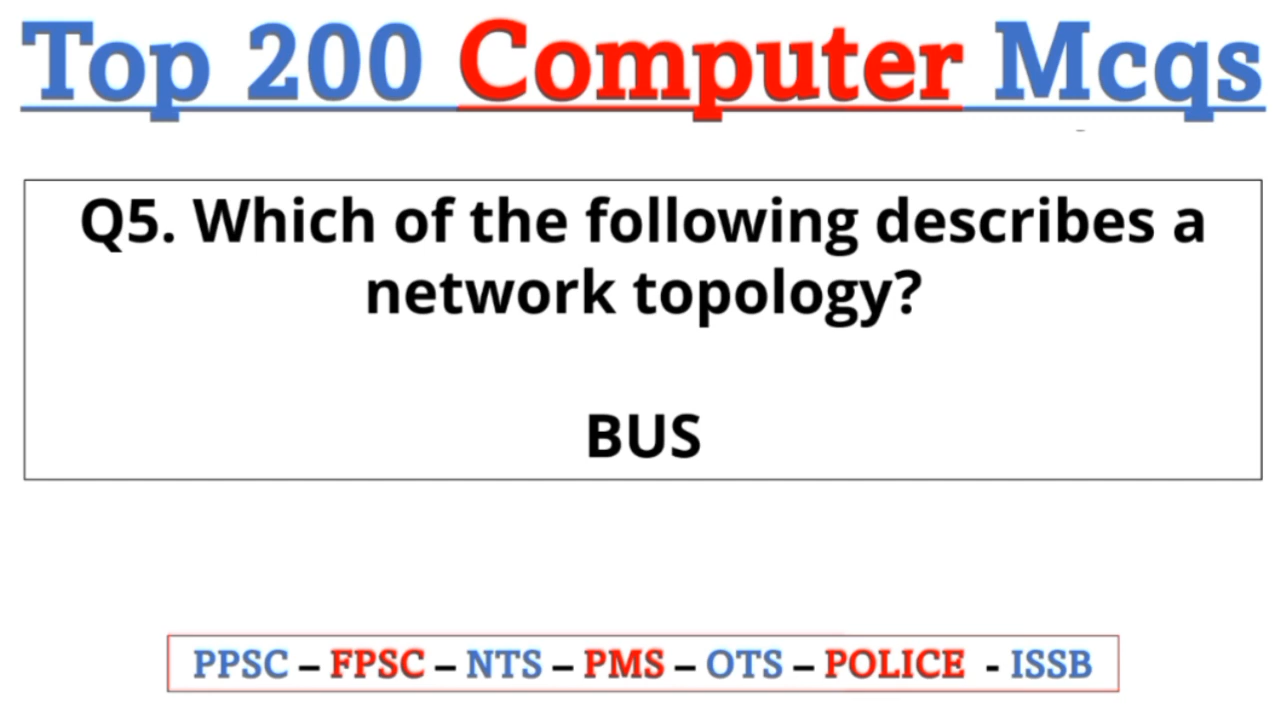 Top 200 Computer Mcqs
Q5. Which of the following describes a
network topology?
BUS
PPSC – FPSC – NTS – PMS – OTS – POLICE - ISSB